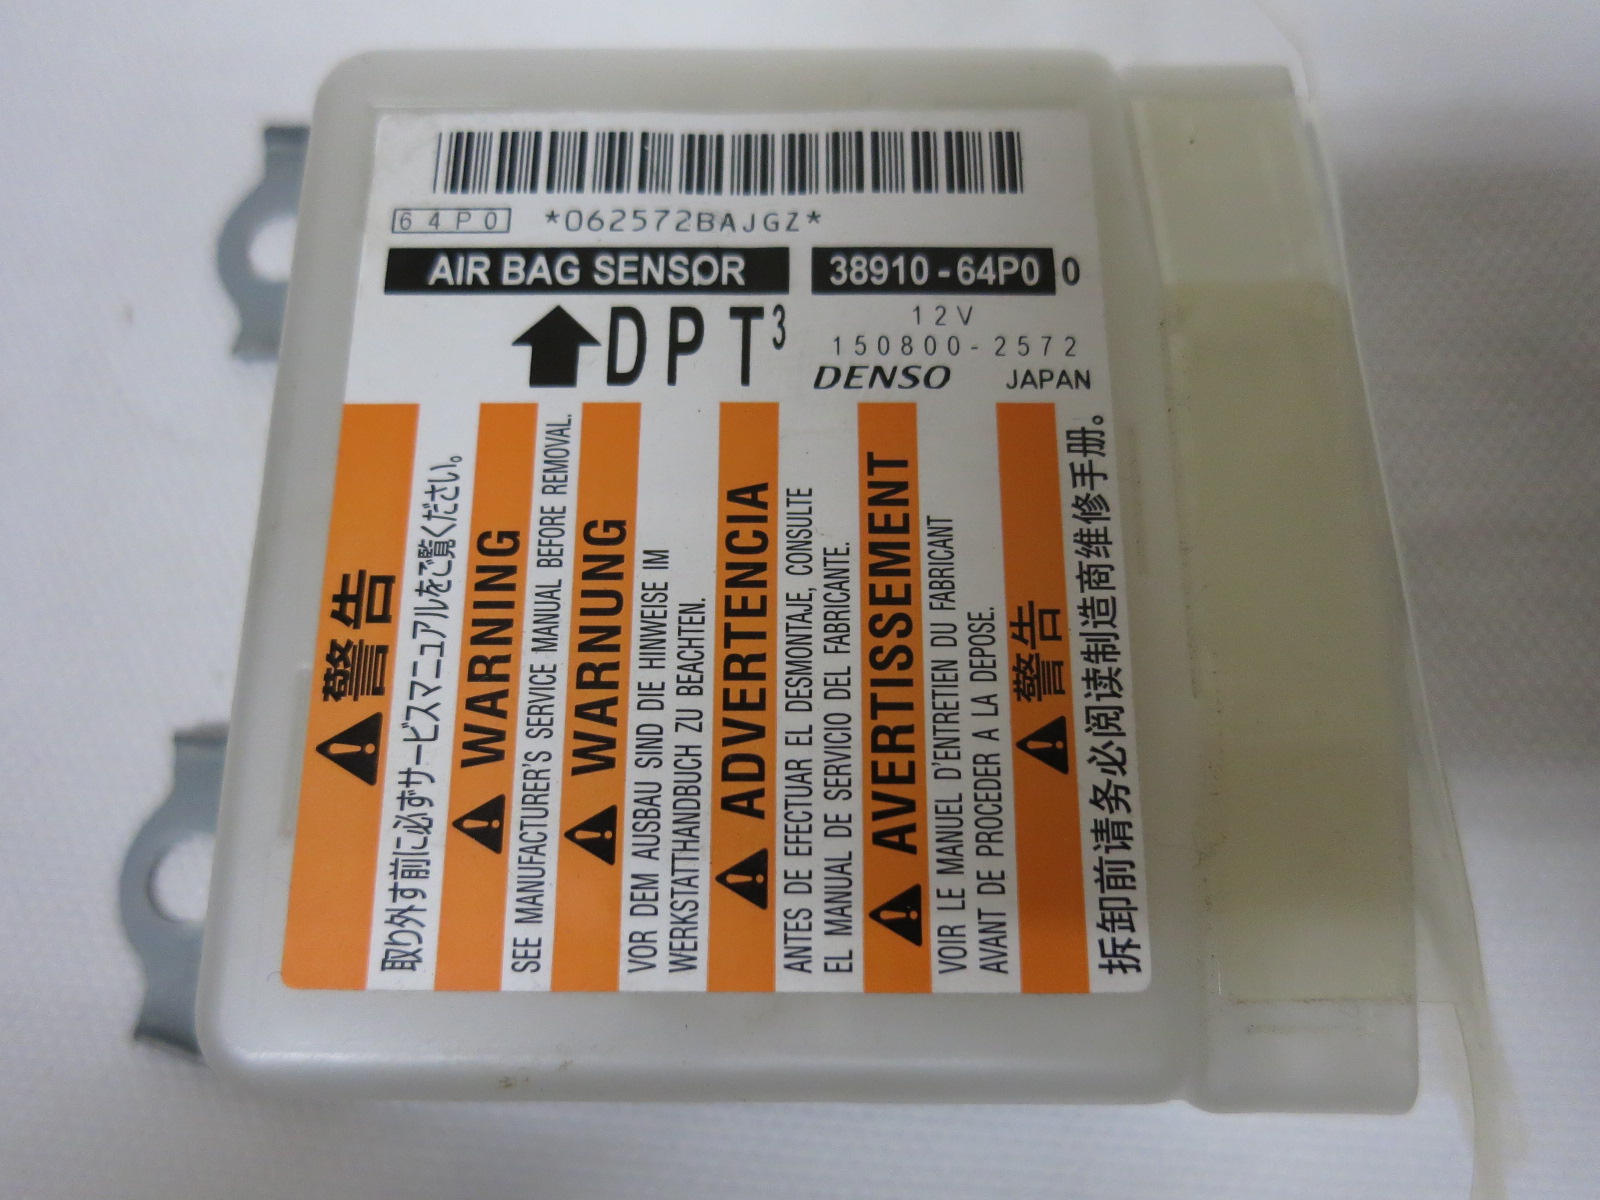 64P0 *062572BAJGZ*
AIR BAG SENSOR 38910-64P0 0
DPT3 12V
150800-2572
DENSO JAPAN
警告
取り外す前に必ずサービスマニュアルをご覧ください。
WARNING
SEE MANUFACTURER'S SERVICE MANUAL BEFORE REMOVAL.
WARNUNG
VOR DEM AUSBAU SIND DIE HINWEISE IM
WERKSTATTHANDBUCH ZU BEACHTEN.
ADVERTENCIA
ANTES DE EFECTUAR EL DESMONTAJE, CONSULTE
EL MANUAL DE SERVICIO DEL FABRICANTE.
AVERTISSEMENT
VOIR LE MANUEL D'ENTRETIEN DU FABRICANT
AVANT DE PROCEDER A LA DEPOSE.
警告
拆卸前请务必阅读制造商维修手册。